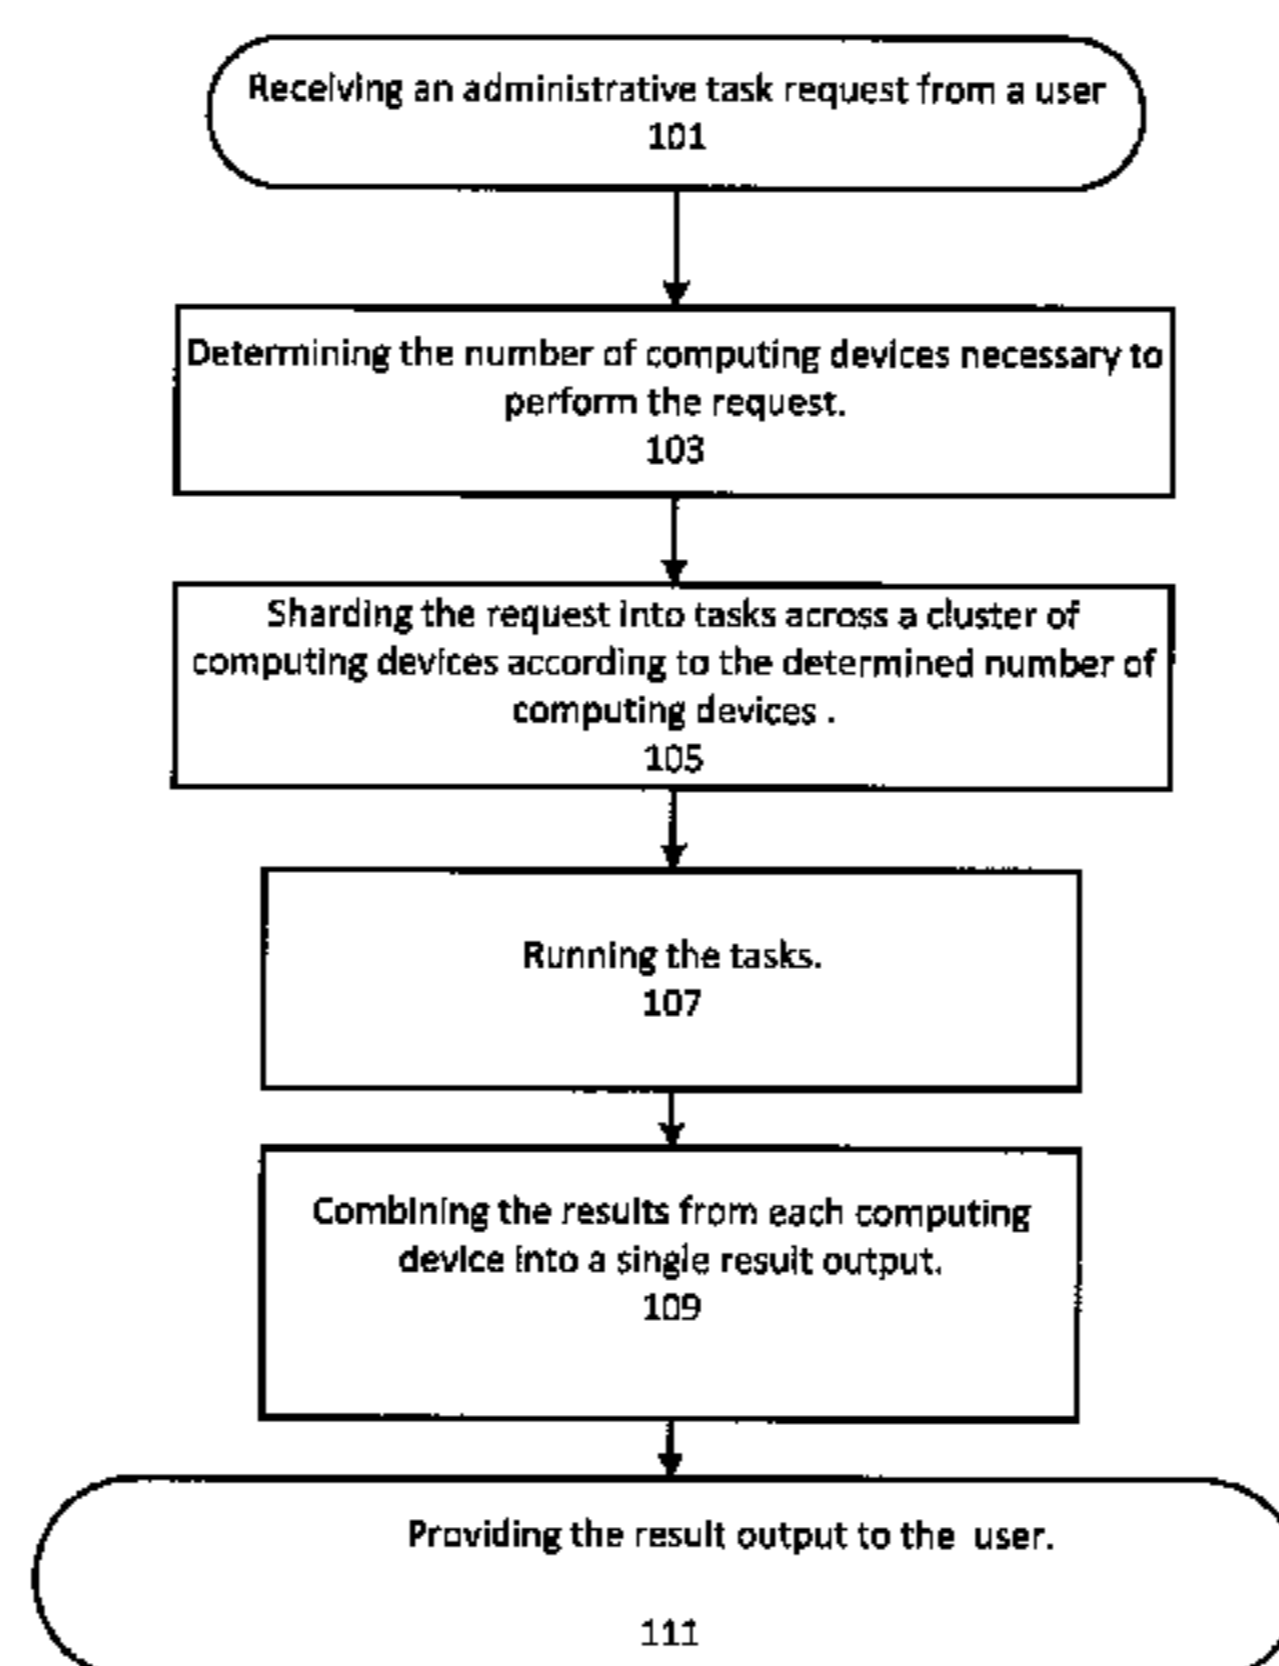 Receiving an administrative task request from a user
101
Determining the number of computing devices necessary to
perform the request.
103
Sharding the request into tasks across a cluster of
computing devices according to the determined number of
computing devices .
105
Running the tasks.
107
Combining the results from each computing
device into a single result output.
109
Providing the result output to the user.
111